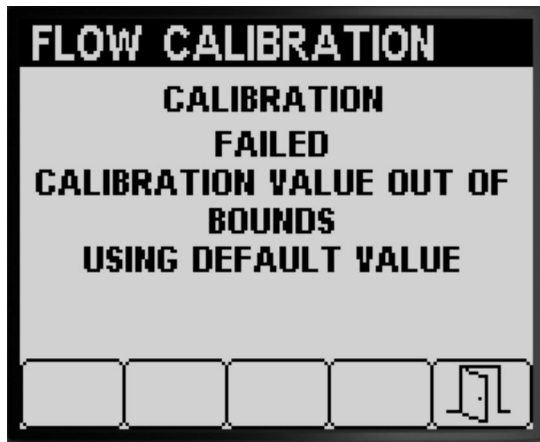 FLOW CALIBRATION
CALIBRATION
FAILED
CALIBRATION VALUE OUT OF
BOUNDS
USING DEFAULT VALUE